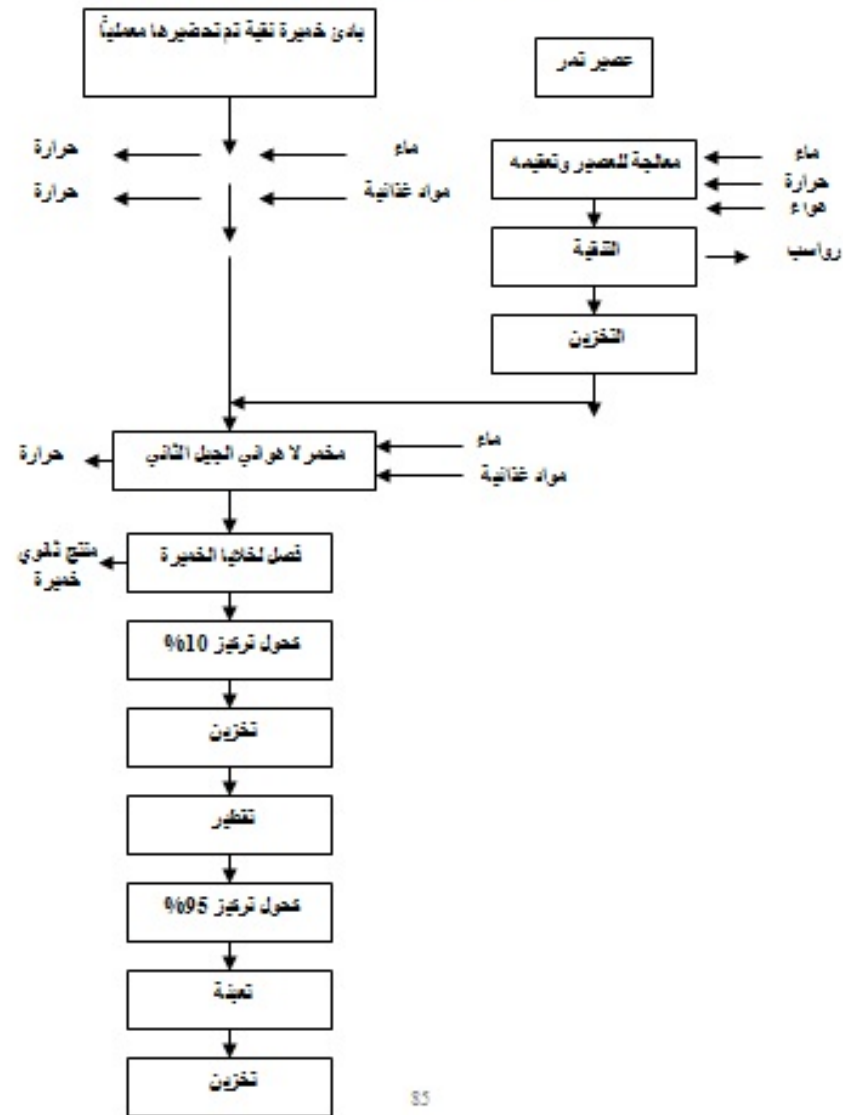 بادئ خميرة نقية تم تحضيرها معملياً
عصير تمر
حرارة
ماء
حرارة
مواد غذائية
معالجة للعصير وتعقيمه
ماء
حرارة
هواء
التنقية
رواسب
التخزين
مخمر لا هوائي الجيل الثاني
حرارة
ماء
مواد غذائية
فصل لخلايا الخميرة
منتج ثانوي
خميرة
كحول تركيز 10%
تخزين
تقطير
كحول تركيز 95%
تعبئة
تخزين
85